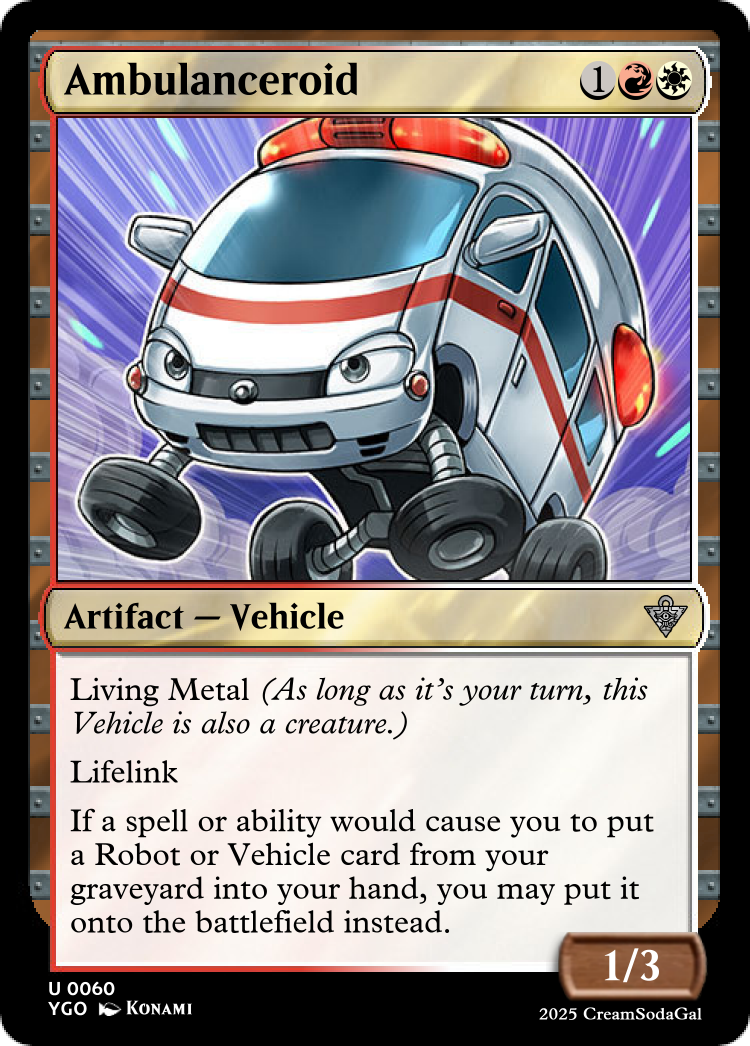 Ambulanceroid 1
Artifact — Vehicle
Living Metal (As long as it's your turn, this
Vehicle is also a creature.)
Lifelink
If a spell or ability would cause you to put
a Robot or Vehicle card from your
graveyard into your hand, you may put it
onto the battlefield instead.
1/3
U 0060
YGO KONAMI
2025 CreamSodaGal